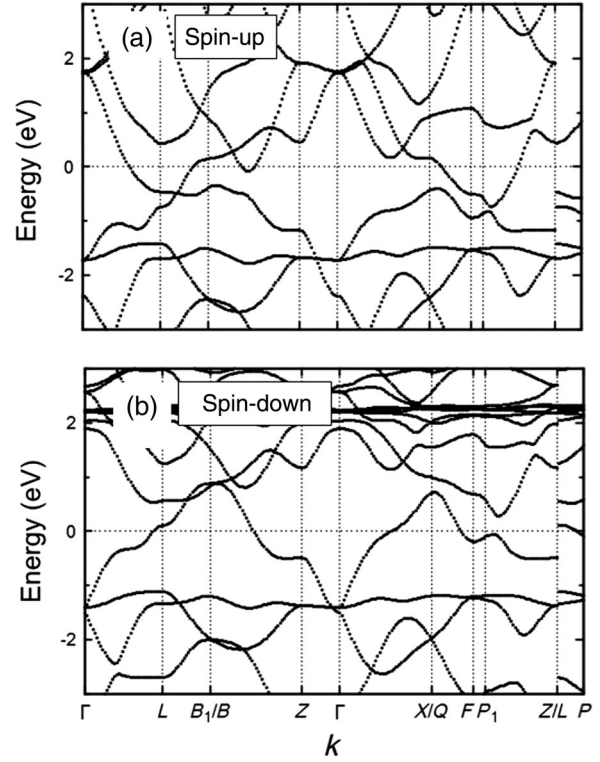 (a) Spin-up
Energy (eV)
2
0
-2
(b) Spin-down
Energy (eV)
2
0
-2
Γ L B₁/B Z Γ X/Q F P₁ Z/L P
k